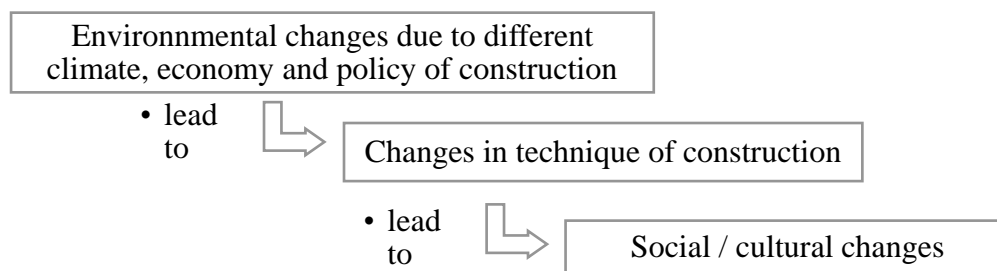 Environnmental changes due to different
climate, economy and policy of construction
• lead
to
Changes in technique of construction
• lead
to
Social / cultural changes